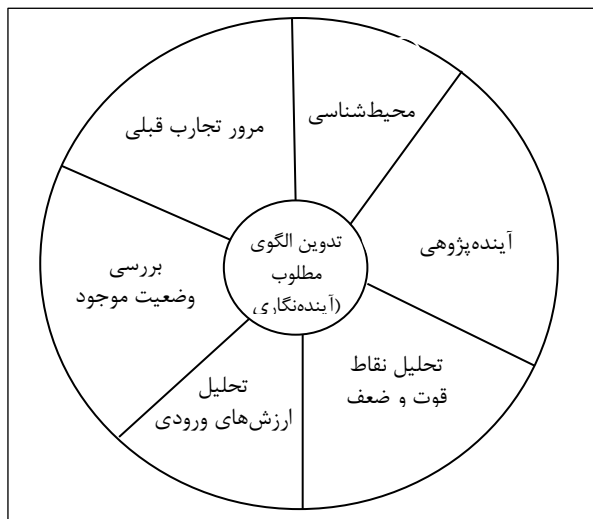 محیط‌شناسی
مرور تجارب قبلی
آینده‌پژوهی
تدوین الگوی
مطلوب
(آینده‌نگاری
بررسی
وضعیت موجود
تحلیل نقاط
قوت و ضعف
تحلیل
ارزش‌های ورودی